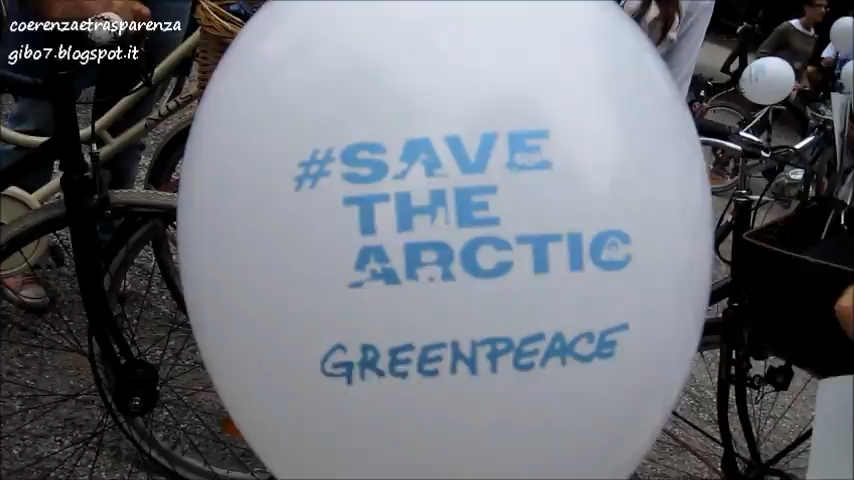 coerenzaetrasparenza
gibo7.blogspot.it
#SAVE
THE
ARCTIC
GREENPEACE